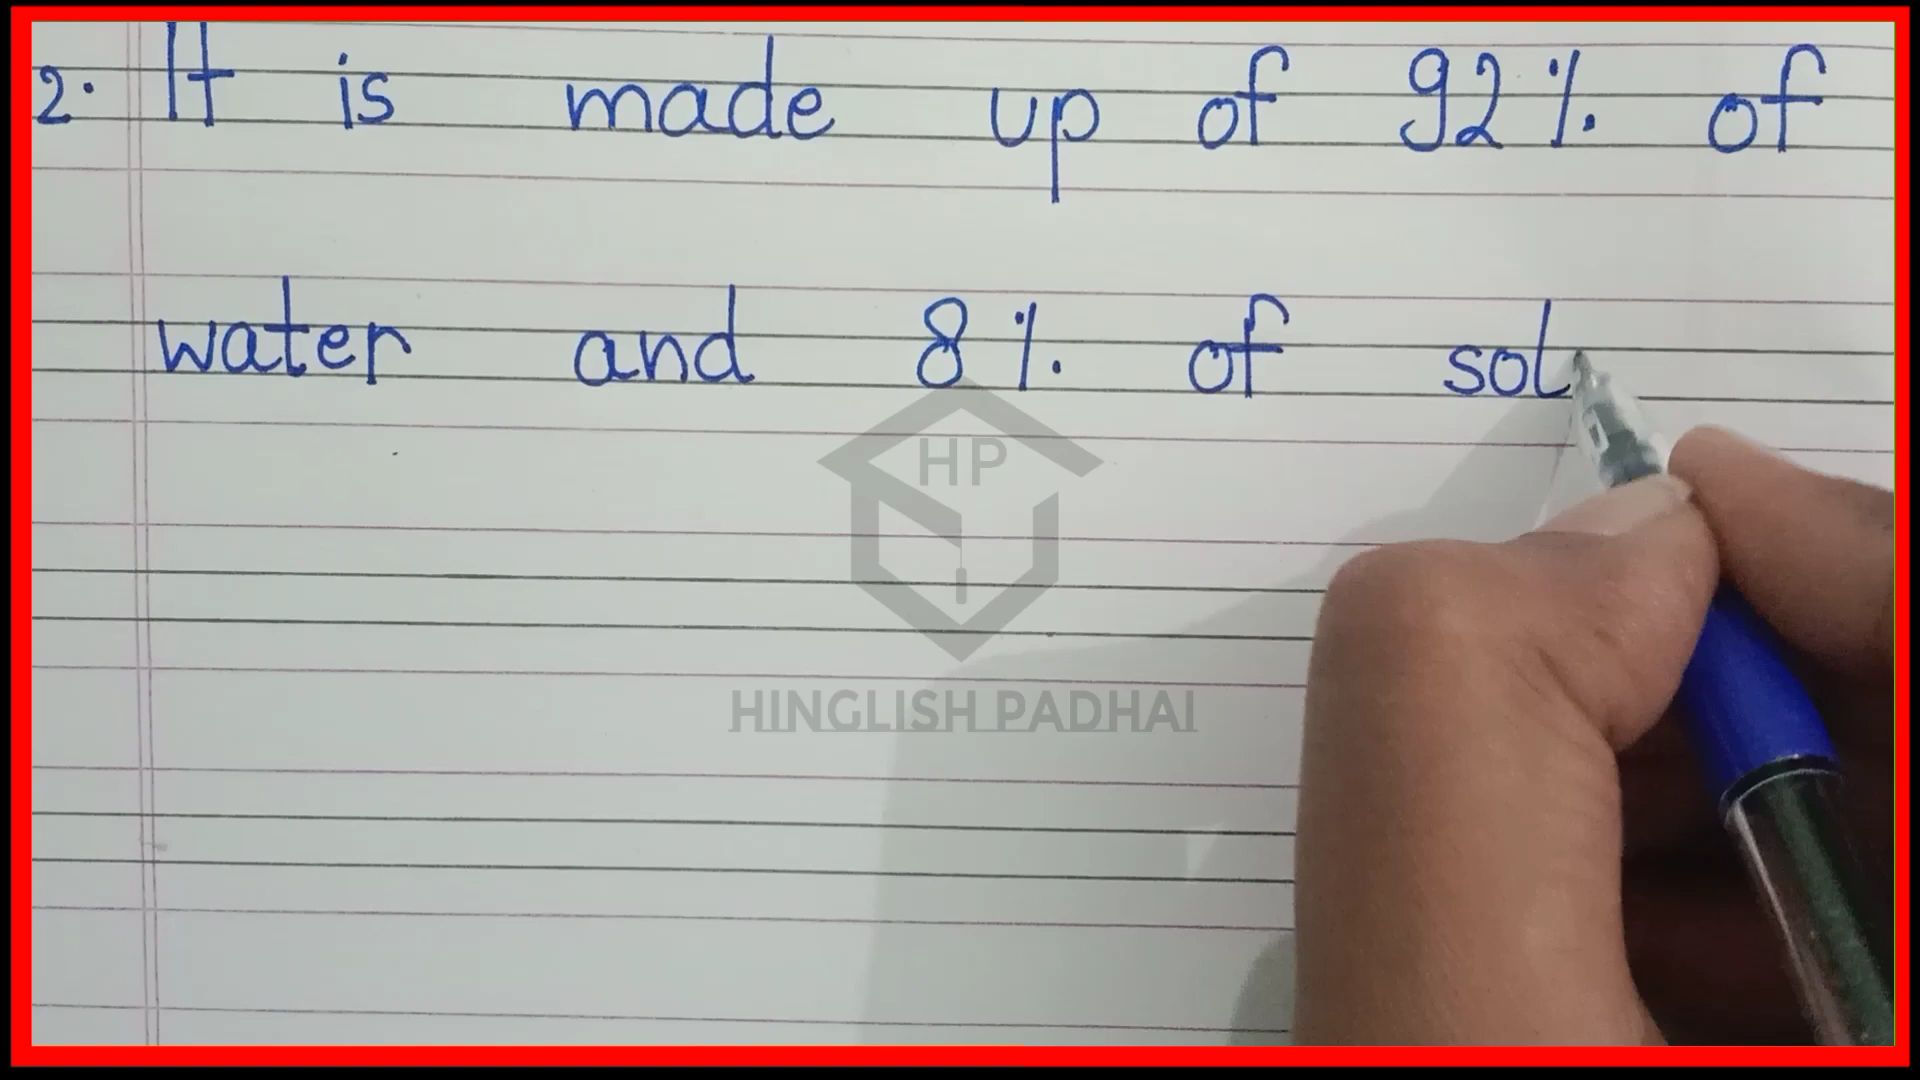 2. It is made up of 92% of
water and 8% of sol
HP
HINGLISH PADHAI